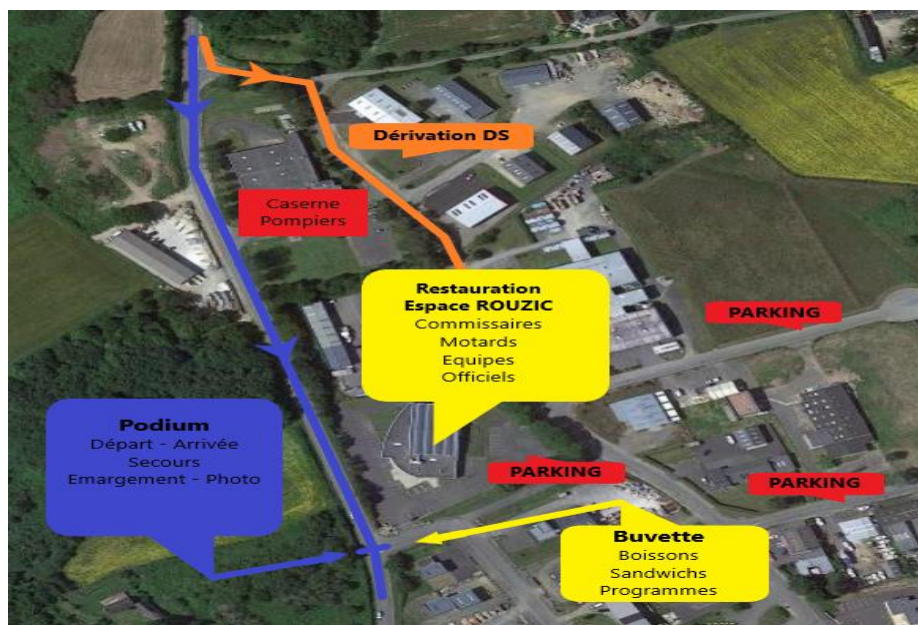 Dérivation DS
Caserne
Pompiers
Restauration
Espace ROUZIC
Commissaires
Motards
Equipes
Officiels
PARKING
Podium
Départ - Arrivée
Secours
Emargement - Photo
PARKING
PARKING
Buvette
Boissons
Sandwichs
Programmes